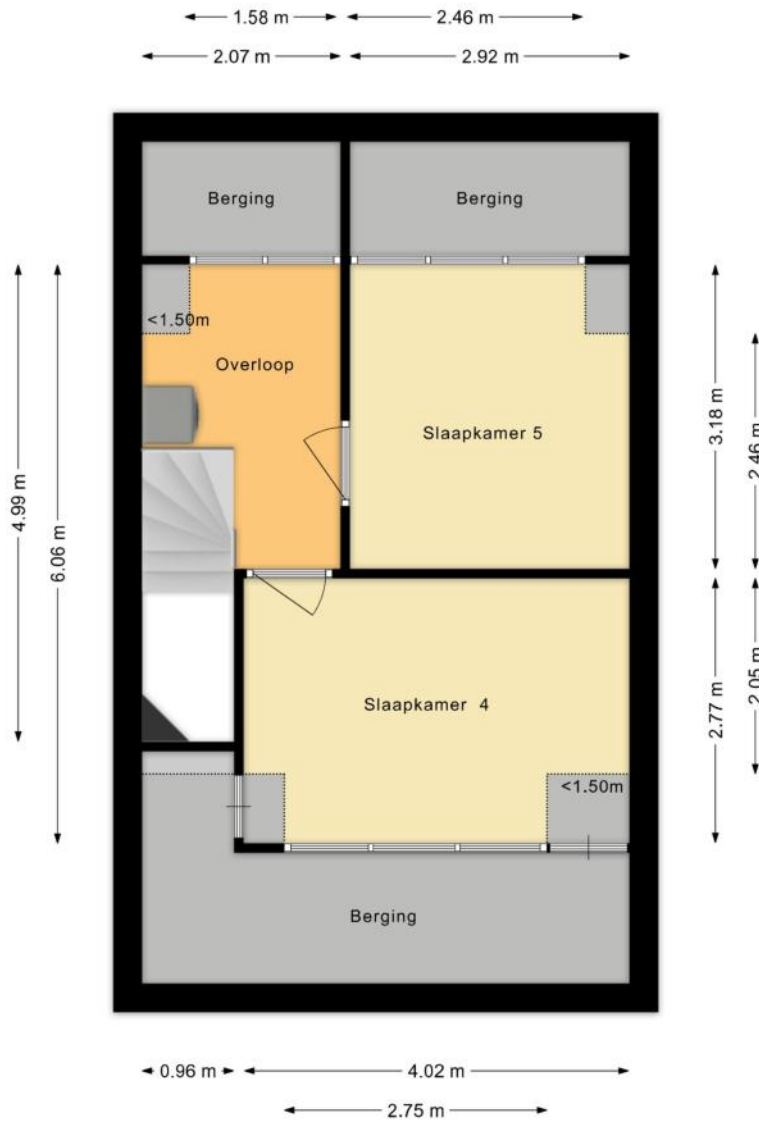 1.58 m
2.46 m
2.07 m
2.92 m
Berging
Berging
<1.50m
Overloop
Slaapkamer 5
3.18 m
2.46 m
4.99 m
6.06 m
Slaapkamer 4
2.77 m
2.05 m
<1.50m
Berging
0.96 m
4.02 m
2.75 m